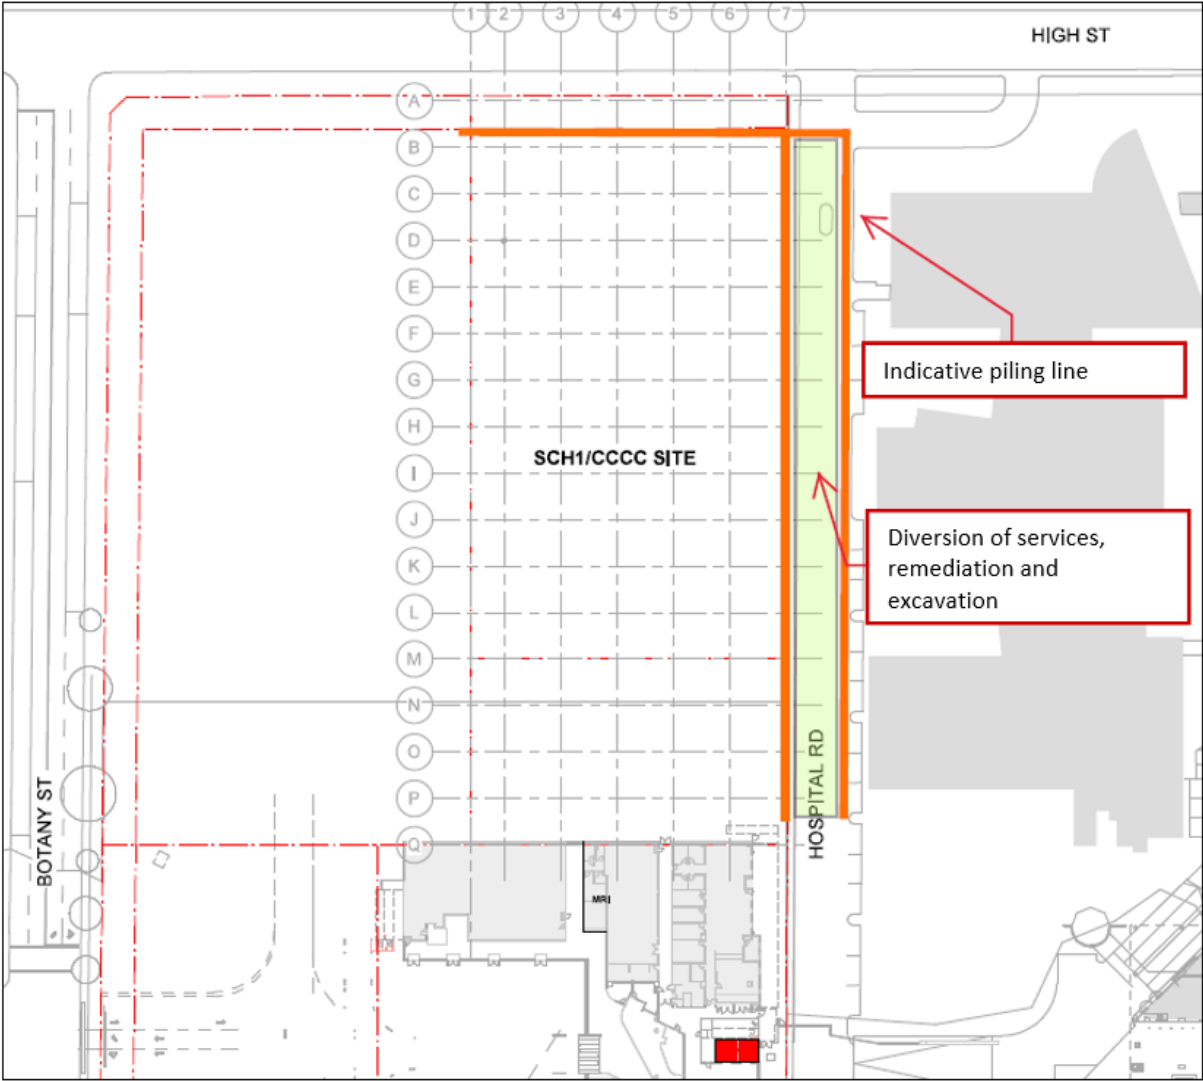 1 2 3 4 5 6 7
HIGH ST
A
B
C
D
E
F
Indicative piling line
G
H
SCH1/CCCC SITE
I
J
Diversion of services,
remediation and
excavation
K
L
M
N
O
P
HOSPITAL RD
BOTANY ST
Q
MRI